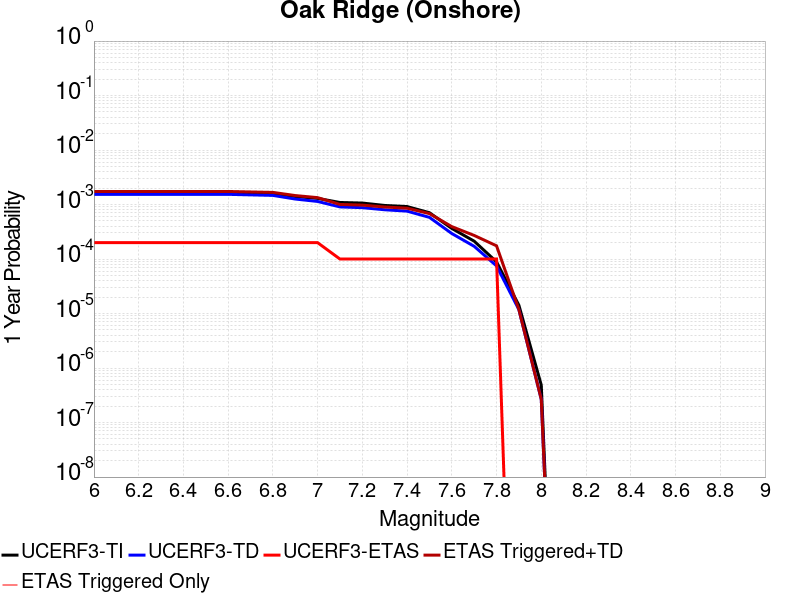 Oak Ridge (Onshore)
10^0
10^-1
10^-2
10^-3
10^-4
10^-5
10^-6
10^-7
10^-8
1 Year Probability
6 6.2 6.4 6.6 6.8 7 7.2 7.4 7.6 7.8 8 8.2 8.4 8.6 8.8 9
Magnitude
UCERF3-TI UCERF3-TD UCERF3-ETAS ETAS Triggered+TD
ETAS Triggered Only